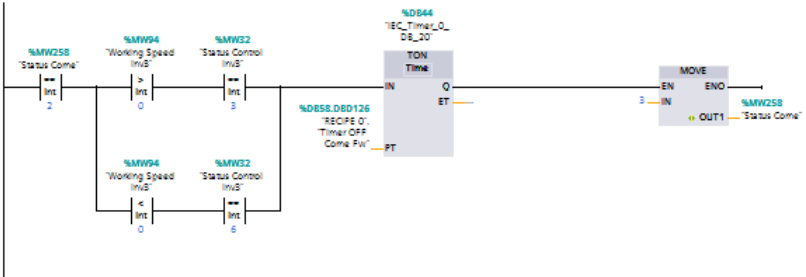 %DB44
"IEC_Timer_0_
DB_20"
%MW258
"Status Come"
==
Int
2
%MW94
"Working Speed
Inv3"
>
Int
0
%MW32
"Status Control
Inv3"
==
Int
3
TON
Time
IN
Q
ET
...
%DB58.DBD126
"RECIPE 0".
"Timer OFF
Come Fw"
PT
MOVE
EN
ENO
3
IN
OUT1
%MW258
"Status Come"
%MW94
"Working Speed
Inv3"
<
Int
0
%MW32
"Status Control
Inv3"
==
Int
6